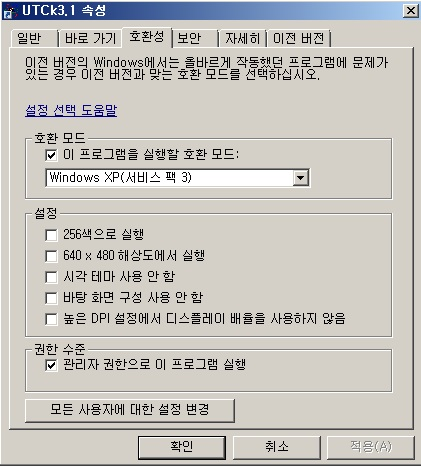 UTCk3.1 속성
일반 바로 가기 호환성 보안 자세히 이전 버전
이전 버전의 Windows에서는 올바르게 작동했던 프로그램에 문제가
있는 경우 이전 버전과 맞는 호환 모드를 선택하십시오.
설정 선택 도움말
호환 모드
이 프로그램을 실행할 호환 모드:
Windows XP(서비스 팩 3)
설정
256색으로 실행
640 x 480 해상도에서 실행
시각 테마 사용 안 함
바탕 화면 구성 사용 안 함
높은 DPI 설정에서 디스플레이 배율을 사용하지 않음
권한 수준
관리자 권한으로 이 프로그램 실행
모든 사용자에 대한 설정 변경
확인 취소 적용(A)